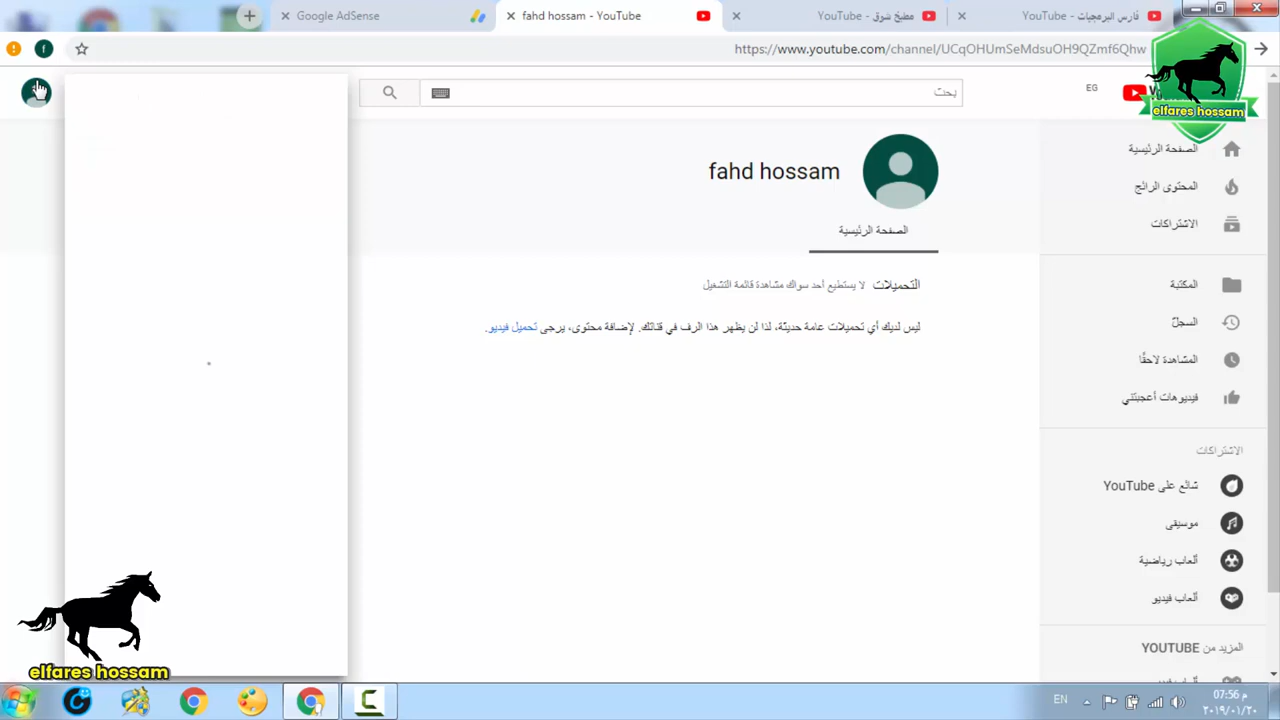 Google AdSense
fahd hossam - YouTube
مطبخ شوق - YouTube
فارس البرمجيات - YouTube
https://www.youtube.com/channel/UCqOHUmSeMdsuOH9QZmf6Qhw
f
بحث
EG
elfares hossam
fahd hossam
الصفحة الرئيسية
التحميلات لا يستطيع أحد سواك مشاهدة قائمة التشغيل
ليس لديك أي تحميلات عامة حديثة، لذا لن يظهر هذا الرف في قناتك. لإضافة محتوى، يرجى تحميل فيديو.
الصفحة الرئيسية
المحتوى الرائج
الاشتراكات
المكتبة
السجلّ
المشاهدة لاحقًا
فيديوهات أعجبتني
الاشتراكات
شائع على YouTube
موسيقى
ألعاب رياضية
ألعاب فيديو
المزيد من YOUTUBE
elfares hossam
EN
07:56 م
٢٠١٩/٠١/٢٠